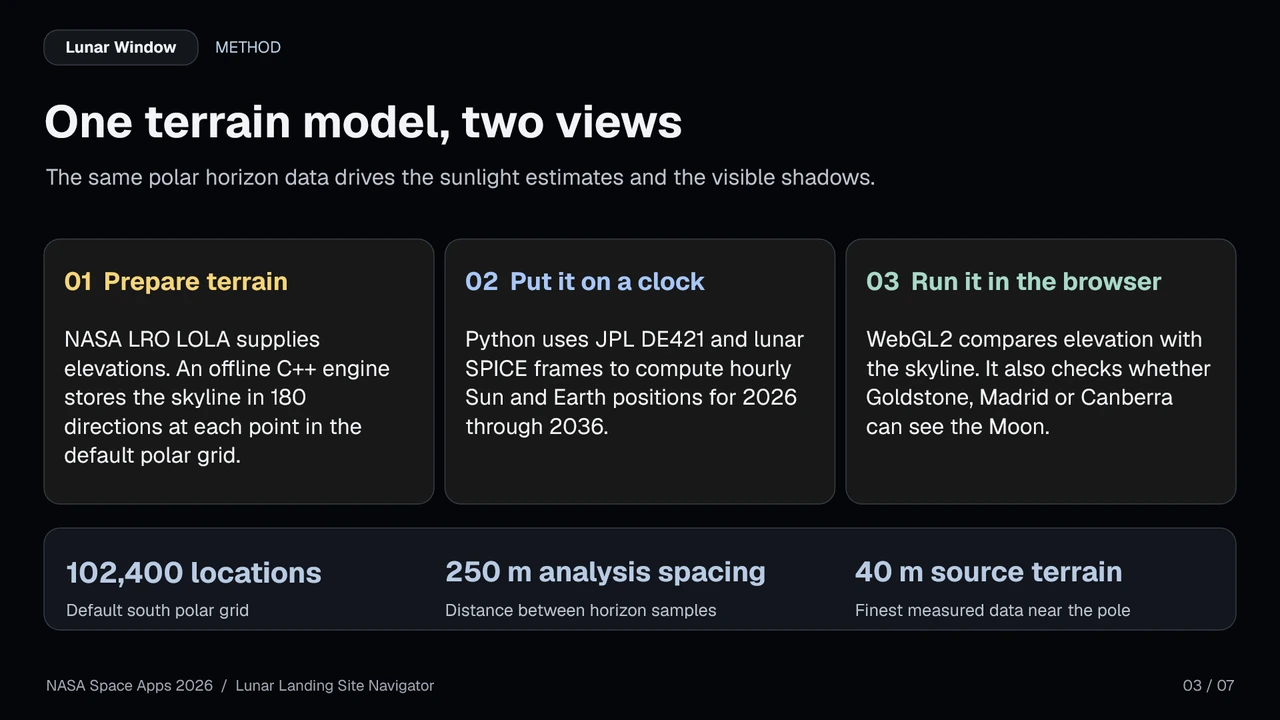 Lunar Window
METHOD
One terrain model, two views
The same polar horizon data drives the sunlight estimates and the visible shadows.
01 Prepare terrain
NASA LRO LOLA supplies
elevations. An offline C++ engine
stores the skyline in 180
directions at each point in the
default polar grid.
02 Put it on a clock
Python uses JPL DE421 and lunar
SPICE frames to compute hourly
Sun and Earth positions for 2026
through 2036.
03 Run it in the browser
WebGL2 compares elevation with
the skyline. It also checks whether
Goldstone, Madrid or Canberra
can see the Moon.
102,400 locations
Default south polar grid
250 m analysis spacing
Distance between horizon samples
40 m source terrain
Finest measured data near the pole
NASA Space Apps 2026 / Lunar Landing Site Navigator
03 / 07